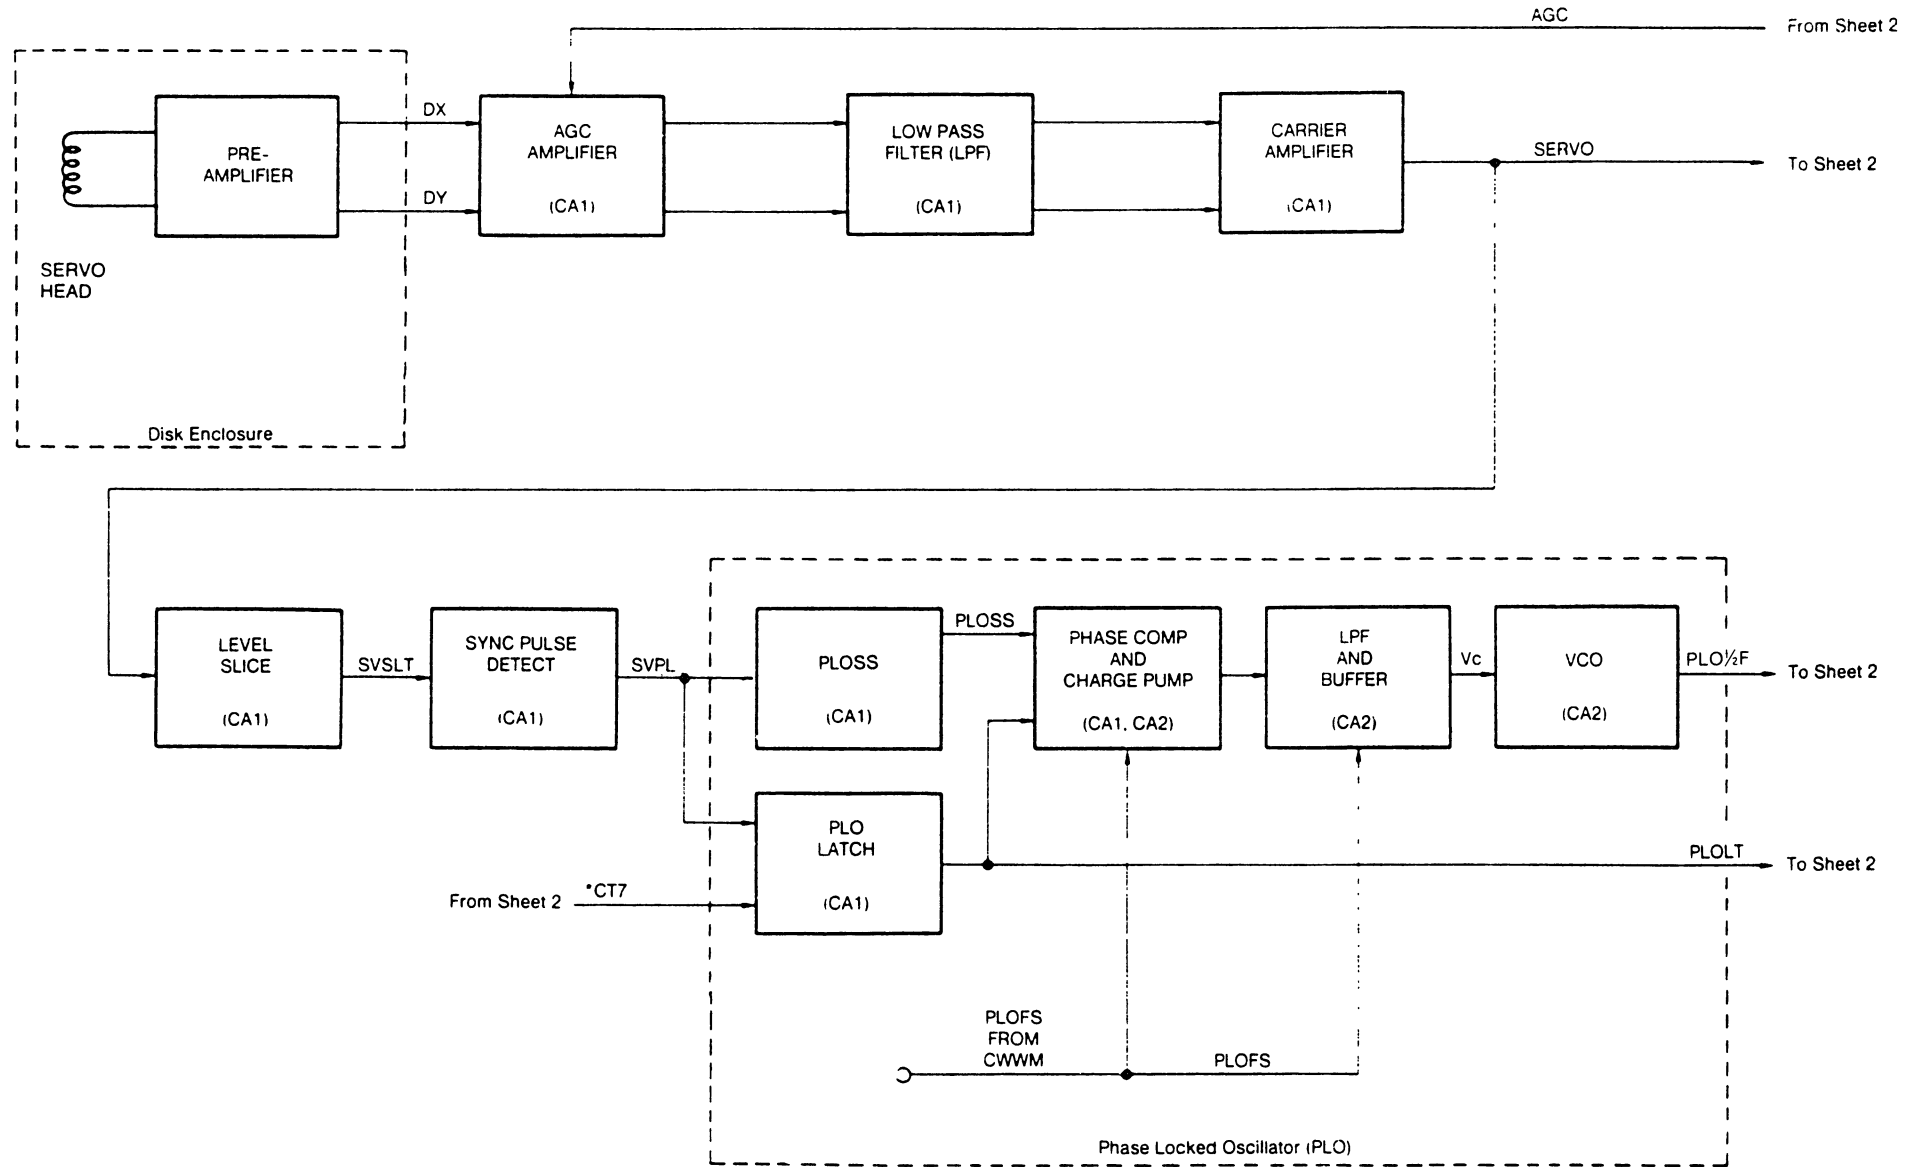 AGC
From Sheet 2
DX
DY
PRE-
AMPLIFIER
AGC
AMPLIFIER
(CA1)
LOW PASS
FILTER (LPF)
(CA1)
CARRIER
AMPLIFIER
(CA1)
SERVO
To Sheet 2
SERVO
HEAD
Disk Enclosure
LEVEL
SLICE
(CA1)
SVSLT
SYNC PULSE
DETECT
(CA1)
SVPL
PLOSS
(CA1)
PLOSS
PHASE COMP
AND
CHARGE PUMP
(CA1, CA2)
LPF
AND
BUFFER
(CA2)
Vc
VCO
(CA2)
PLO½F
To Sheet 2
PLO
LATCH
(CA1)
PLOLT
To Sheet 2
From Sheet 2
*CT7
PLOFS
FROM
CWWM
PLOFS
Phase Locked Oscillator (PLO)